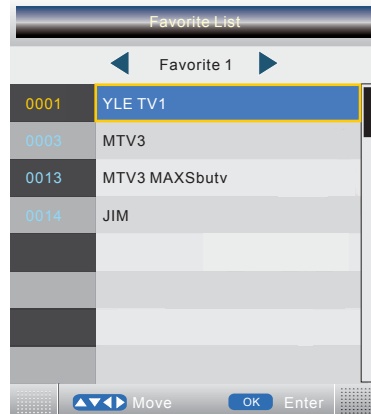 Favorite List
Favorite 1
0001 YLE TV1
0003 MTV3
0013 MTV3 MAXSbutv
0014 JIM
Move OK Enter